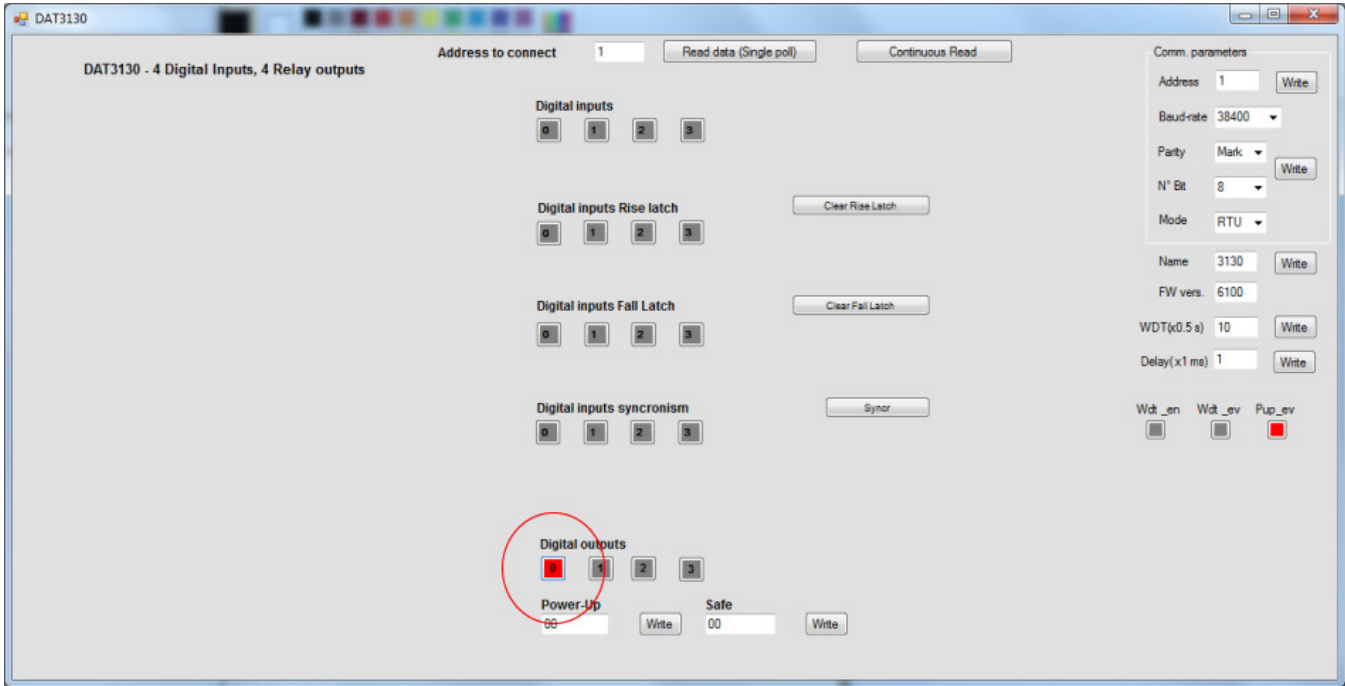 DAT3130
Address to connect 1 Read data (Single poll) Continuous Read
DAT3130 - 4 Digital Inputs, 4 Relay outputs
Digital inputs
0 1 2 3
Digital inputs Rise latch Clear Rise Latch
0 1 2 3
Digital inputs Fall Latch Clear Fall Latch
0 1 2 3
Digital inputs syncronism Syncr
0 1 2 3
Digital outputs
0 1 2 3
Power-Up Safe
00 Write 00 Write
Comm. parameters
Address 1 Write
Baud-rate 38400
Parity Mark
Write
N° Bit 8
Mode RTU
Name 3130 Write
FW vers. 6100
WDT(x0.5 s) 10 Write
Delay(x1 ms) 1 Write
Wdt _en Wdt _ev Pup_ev